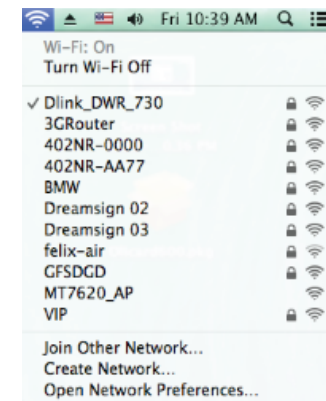 Fri 10:39 AM
Wi-Fi: On
Turn Wi-Fi Off
✓ Dlink_DWR_730
3GRouter
402NR-0000
402NR-AA77
BMW
Dreamsign 02
Dreamsign 03
felix-air
GFSDGD
MT7620_AP
VIP
Join Other Network...
Create Network...
Open Network Preferences...